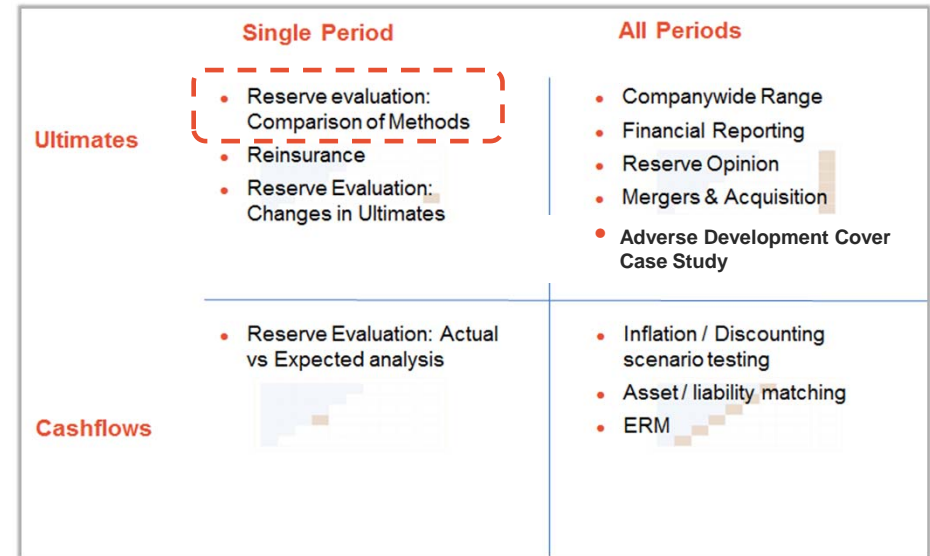 Single Period
All Periods
Ultimates
• Reserve evaluation:
Comparison of Methods
• Reinsurance
• Reserve Evaluation:
Changes in Ultimates
• Companywide Range
• Financial Reporting
• Reserve Opinion
• Mergers & Acquisition
• Adverse Development Cover
Case Study
Cashflows
• Reserve Evaluation: Actual
vs Expected analysis
• Inflation / Discounting
scenario testing
• Asset / liability matching
• ERM